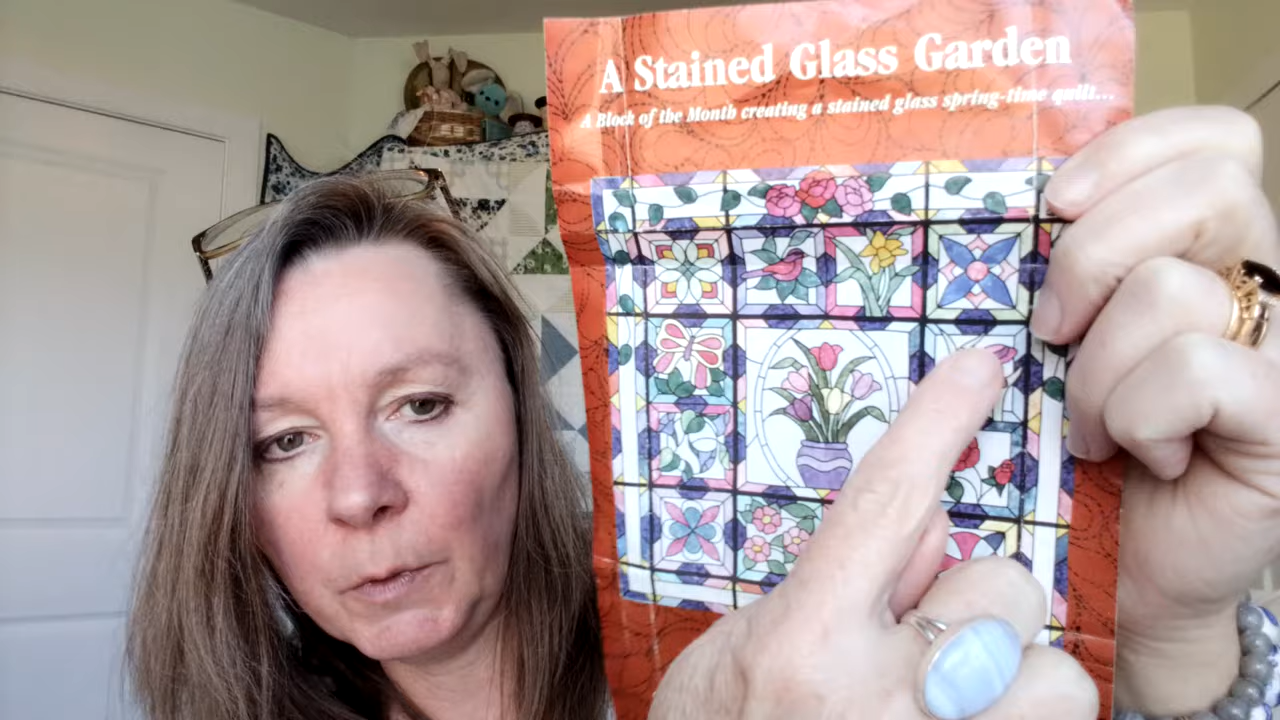 A Stained Glass Garden
A Block of the Month creating a stained glass spring-time quilt...